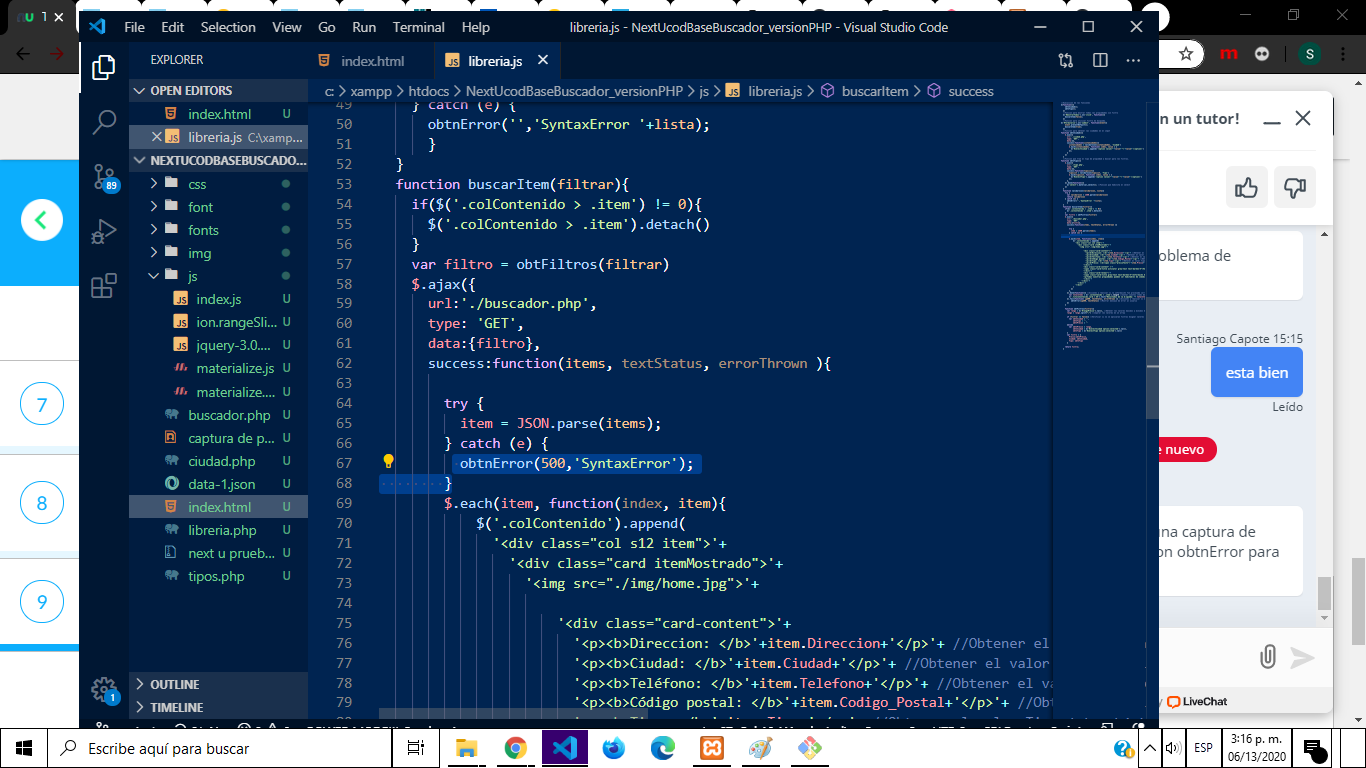 1
File Edit Selection View Go Run Terminal Help
libreria.js - NextUcodBaseBuscador_versionPHP - Visual Studio Code
EXPLORER
OPEN EDITORS
index.html U
libreria.js C:\xamp...
NEXTUCODBASEBUSCADO...
css
font
fonts
img
js
index.js U
ion.rangeSli... U
jquery-3.0.... U
materialize.js U
materialize.... U
buscador.php U
captura de p... U
ciudad.php U
data-1.json U
index.html U
libreria.php U
next u prueb... U
tipos.php U
OUTLINE
TIMELINE
89
1
index.html
libreria.js
c: > xampp > htdocs > NextUcodBaseBuscador_versionPHP > js > libreria.js > buscarItem > success
49 } catch (e) {
50 obtnError('','SyntaxError '+lista);
51 }
52 }
53 function buscarItem(filtrar){
54 if($('.colContenido > .item') != 0){
55 $('.colContenido > .item').detach()
56 }
57 var filtro = obtFiltros(filtrar)
58 $.ajax({
59 url:'./buscador.php',
60 type: 'GET',
61 data:{filtro},
62 success:function(items, textStatus, errorThrown ){
63
64 try {
65 item = JSON.parse(items);
66 } catch (e) {
67 obtnError(500,'SyntaxError');
68 }
69 $.each(item, function(index, item){
70 $('.colContenido').append(
71 '<div class="col s12 item">'+
72 '<div class="card itemMostrado">'+
73 '<img src="./img/home.jpg">'+
74
75 '<div class="card-content">'+
76 '<p><b>Direccion: </b>'+item.Direccion+'</p>'+ //Obtener el
77 '<p><b>Ciudad: </b>'+item.Ciudad+'</p>'+ //Obtener el valor
78 '<p><b>Teléfono: </b>'+item.Telefono+'</p>'+ //Obtener el va
79 '<p><b>Código postal: </b>'+item.Codigo_Postal+'</p>'+ //Obt
7
8
9
S
n un tutor!
oblema de
Santiago Capote 15:15
esta bien
Leído
e nuevo
una captura de
on obtnError para
LiveChat
Escribe aquí para buscar
ESP
3:16 p. m.
06/13/2020